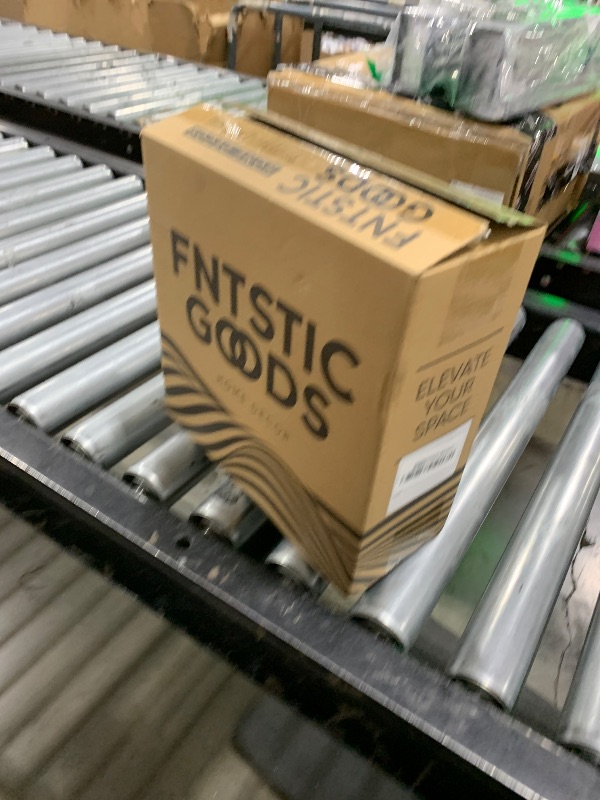 FNTSTIC
GOODS
FNTSTIC
GOODS
HOME DECOR
ELEVATE
YOUR
SPACE